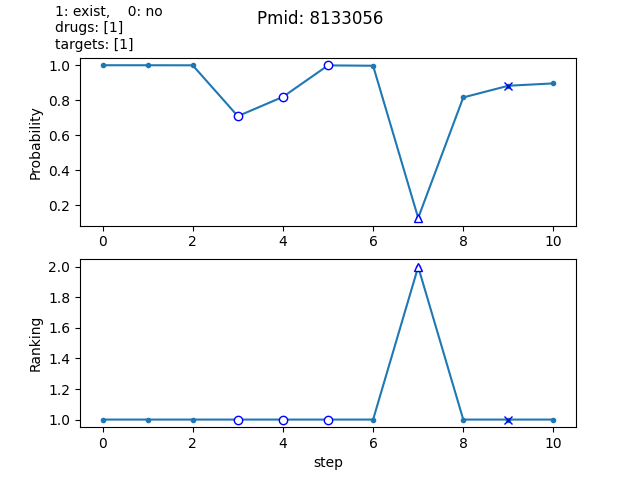 1: exist,    0: no
drugs: [1]
targets: [1]
Pmid: 8133056
Probability
1.0
0.8
0.6
0.4
0.2
0 2 4 6 8 10
Ranking
2.0
1.8
1.6
1.4
1.2
1.0
0 2 4 6 8 10
step